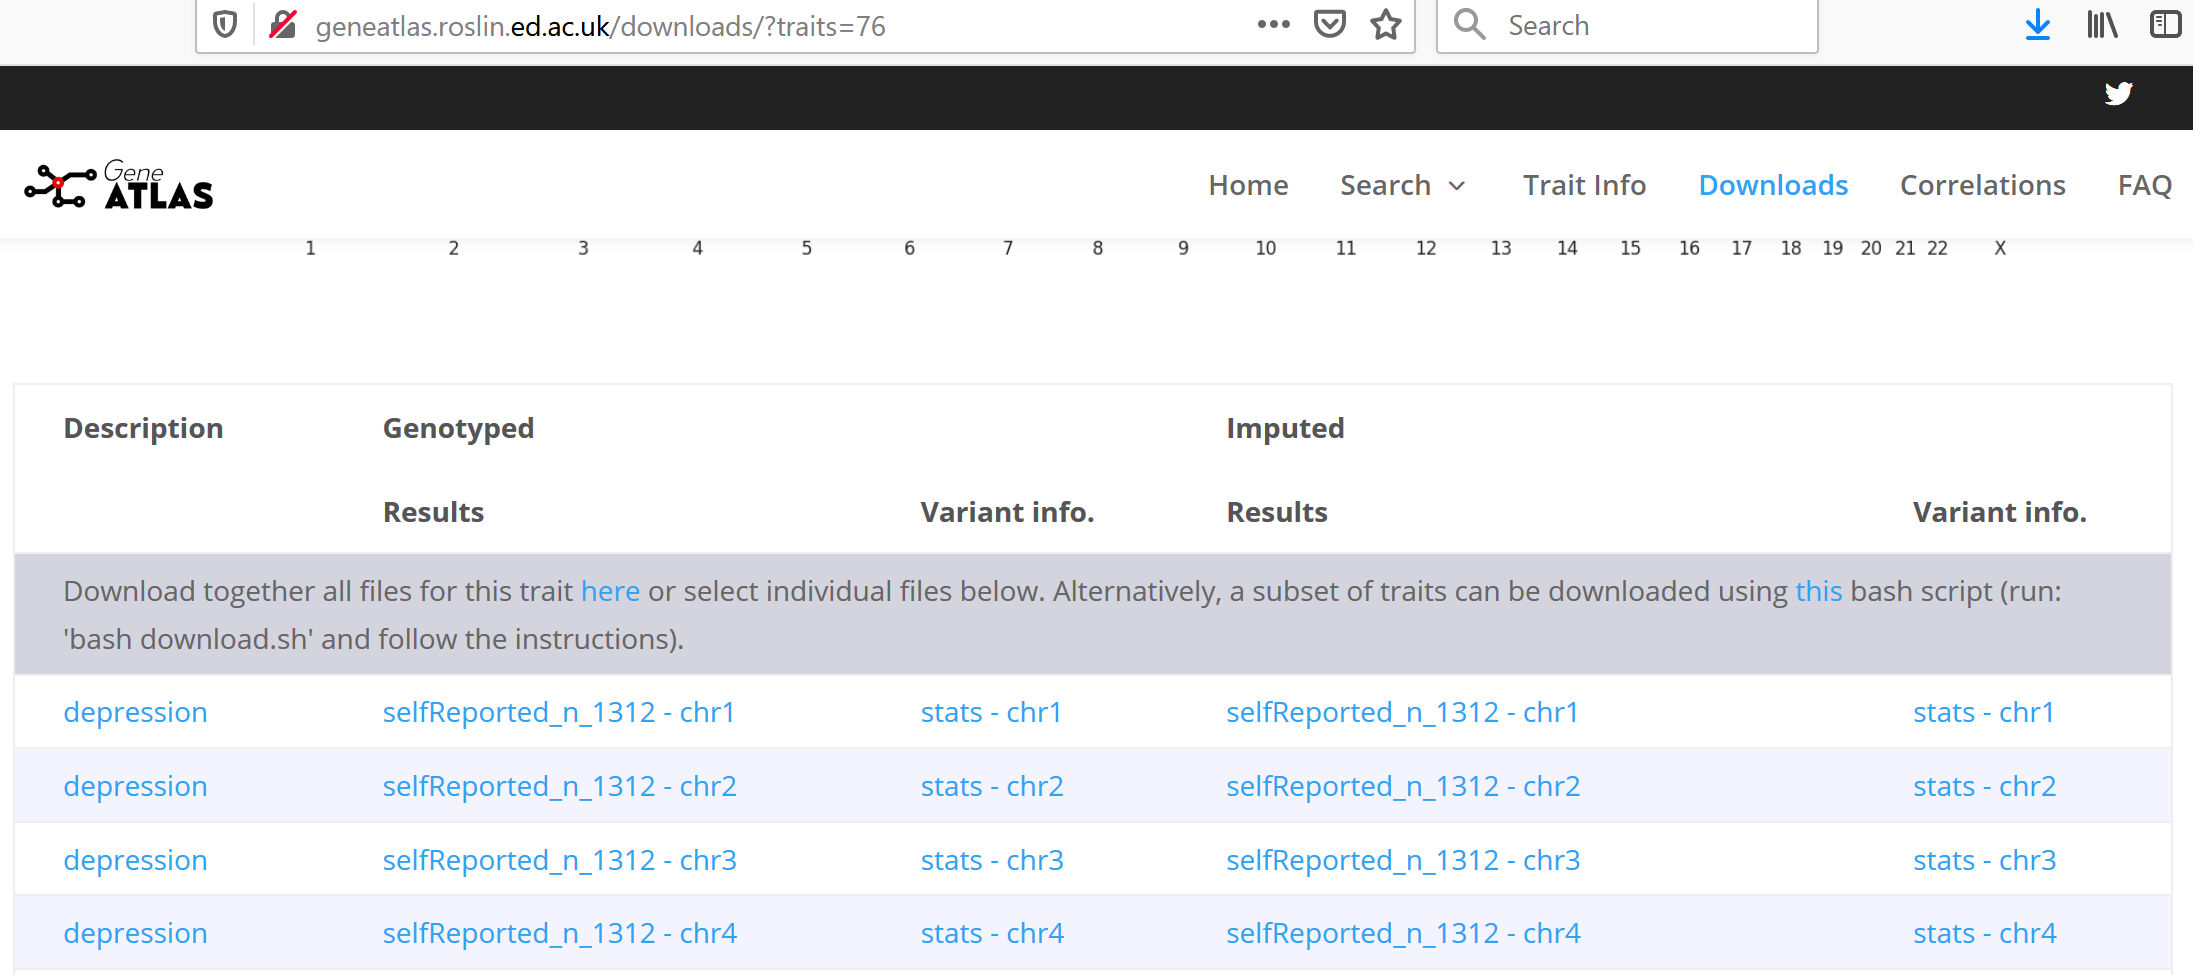 geneatlas.roslin.ed.ac.uk/downloads/?traits=76 Search
Gene ATLAS Home Search Trait Info Downloads Correlations FAQ
1 2 3 4 5 6 7 8 9 10 11 12 13 14 15 16 17 18 19 20 21 22 X
Description Genotyped Imputed
Results Variant info. Results Variant info.
Download together all files for this trait here or select individual files below. Alternatively, a subset of traits can be downloaded using this bash script (run:
'bash download.sh' and follow the instructions).
depression selfReported_n_1312 - chr1 stats - chr1 selfReported_n_1312 - chr1 stats - chr1
depression selfReported_n_1312 - chr2 stats - chr2 selfReported_n_1312 - chr2 stats - chr2
depression selfReported_n_1312 - chr3 stats - chr3 selfReported_n_1312 - chr3 stats - chr3
depression selfReported_n_1312 - chr4 stats - chr4 selfReported_n_1312 - chr4 stats - chr4